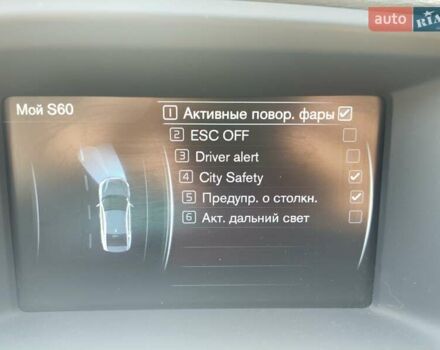 auto RIA
Мой S60
1 Активные повор. фары
2 ESC OFF
3 Driver alert
4 City Safety
5 Предупр. о столкн.
6 Акт. дальний свет